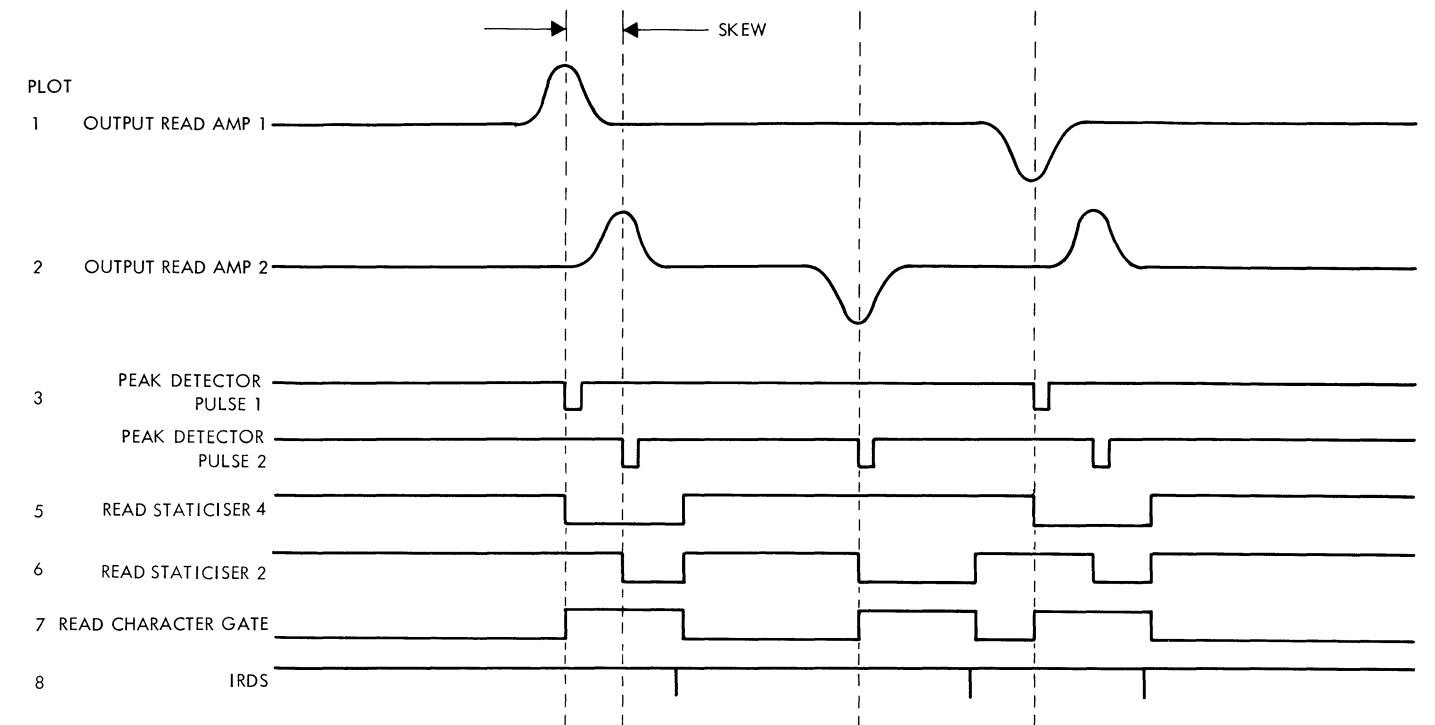 SKEW
PLOT
1 OUTPUT READ AMP 1
2 OUTPUT READ AMP 2
PEAK DETECTOR
3 PULSE 1
PEAK DETECTOR
PULSE 2
5 READ STATICISER 4
6 READ STATICISER 2
7 READ CHARACTER GATE
8 IRDS